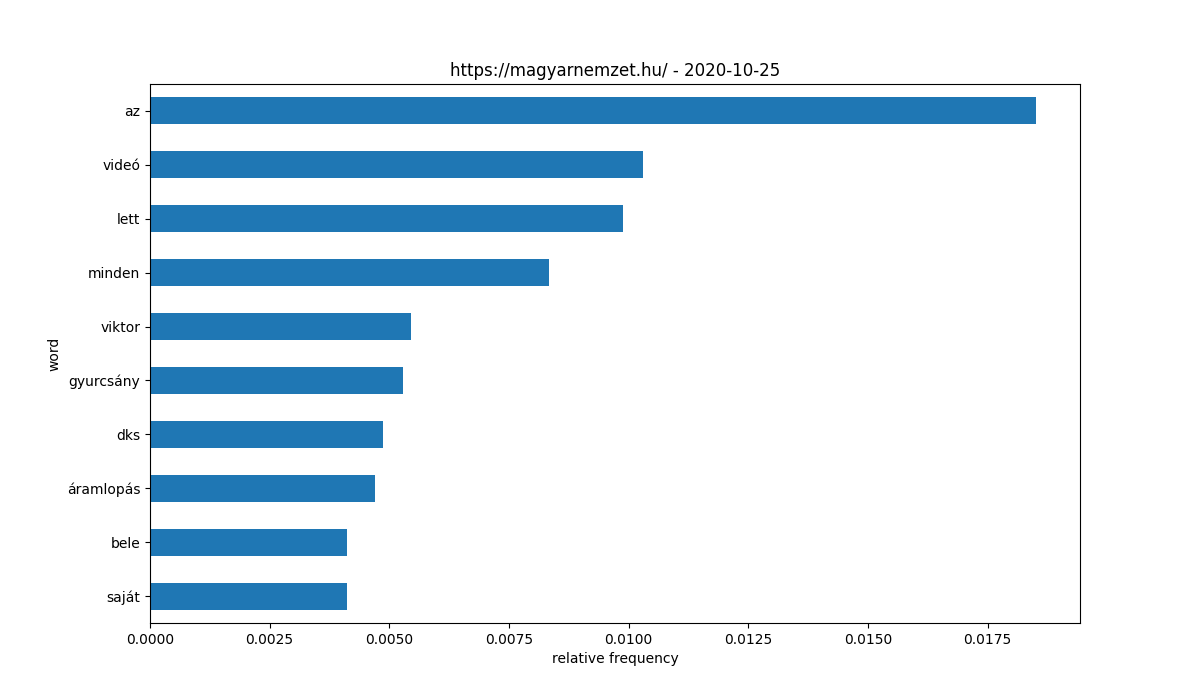 https://magyarnemzet.hu/ - 2020-10-25
az
videó
lett
minden
viktor
gyurcsány
dks
áramlopás
bele
saját
word
0.0000 0.0025 0.0050 0.0075 0.0100 0.0125 0.0150 0.0175
relative frequency